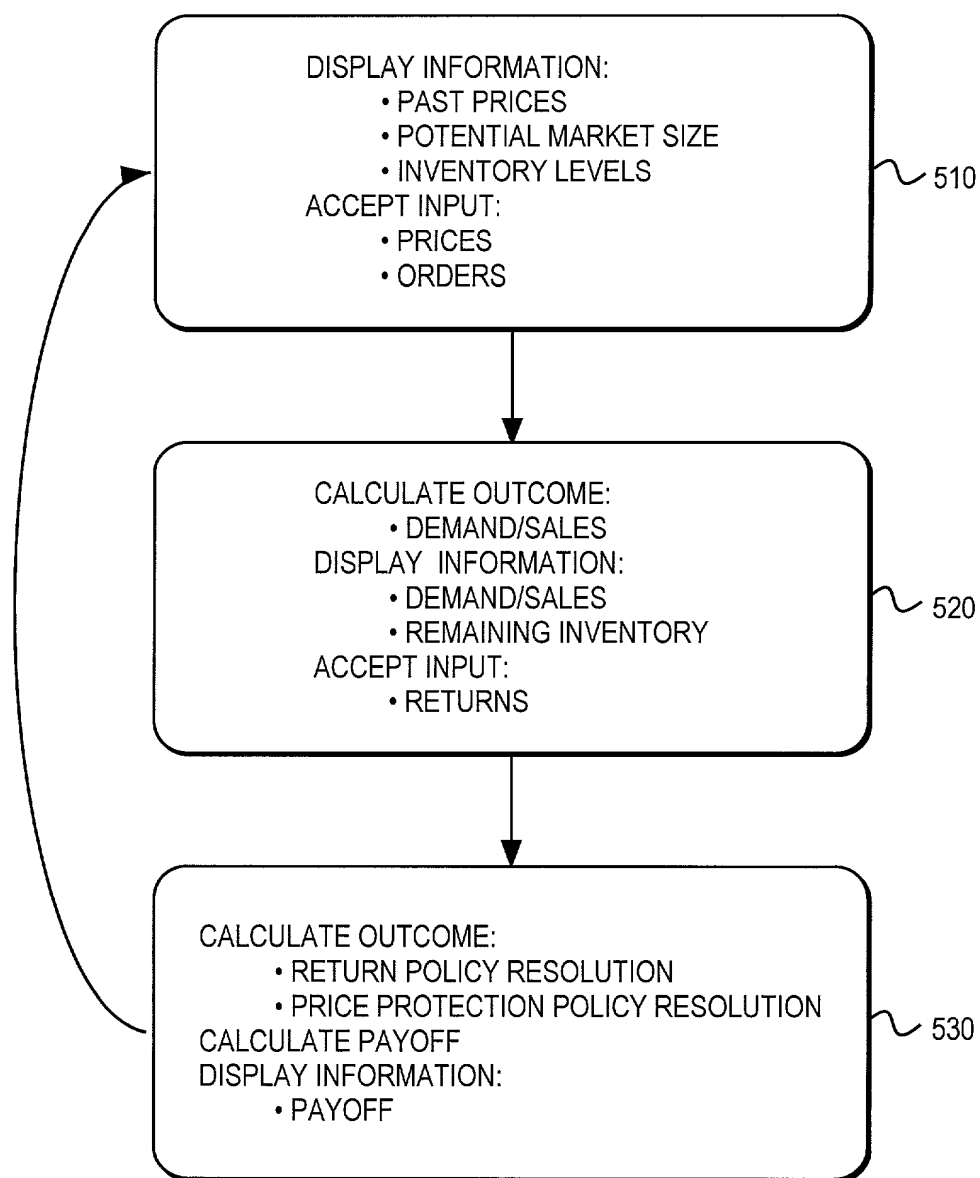 DISPLAY INFORMATION:
• PAST PRICES
• POTENTIAL MARKET SIZE
• INVENTORY LEVELS
ACCEPT INPUT:
• PRICES
• ORDERS
510
CALCULATE OUTCOME:
• DEMAND/SALES
DISPLAY INFORMATION:
• DEMAND/SALES
• REMAINING INVENTORY
ACCEPT INPUT:
• RETURNS
520
CALCULATE OUTCOME:
• RETURN POLICY RESOLUTION
• PRICE PROTECTION POLICY RESOLUTION
CALCULATE PAYOFF
DISPLAY INFORMATION:
• PAYOFF
530